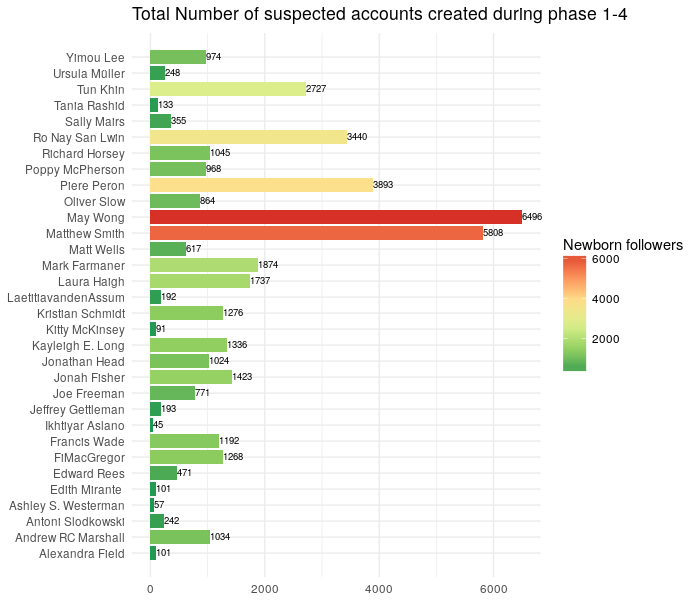 Total Number of suspected accounts created during phase 1-4
Yimou Lee 974
Ursula Müller 248
Tun Khin 2727
Tania Rashid 133
Sally Mairs 355
Ro Nay San Lwin 3440
Richard Horsey 1045
Poppy McPherson 968
Piere Peron 3893
Oliver Slow 864
May Wong 6496
Matthew Smith 5808
Matt Wells 617
Mark Farmaner 1874
Laura Haigh 1737
LaetitiavandenAssum 192
Kristian Schmidt 1276
Kitty McKinsey 91
Kayleigh E. Long 1336
Jonathan Head 1024
Jonah Fisher 1423
Joe Freeman 771
Jeffrey Gettleman 193
Ikhtiyar Aslano 45
Francis Wade 1192
FiMacGregor 1268
Edward Rees 471
Edith Mirante 101
Ashley S. Westerman 57
Antoni Slodkowski 242
Andrew RC Marshall 1034
Alexandra Field 101
0 2000 4000 6000
Newborn followers
6000
4000
2000